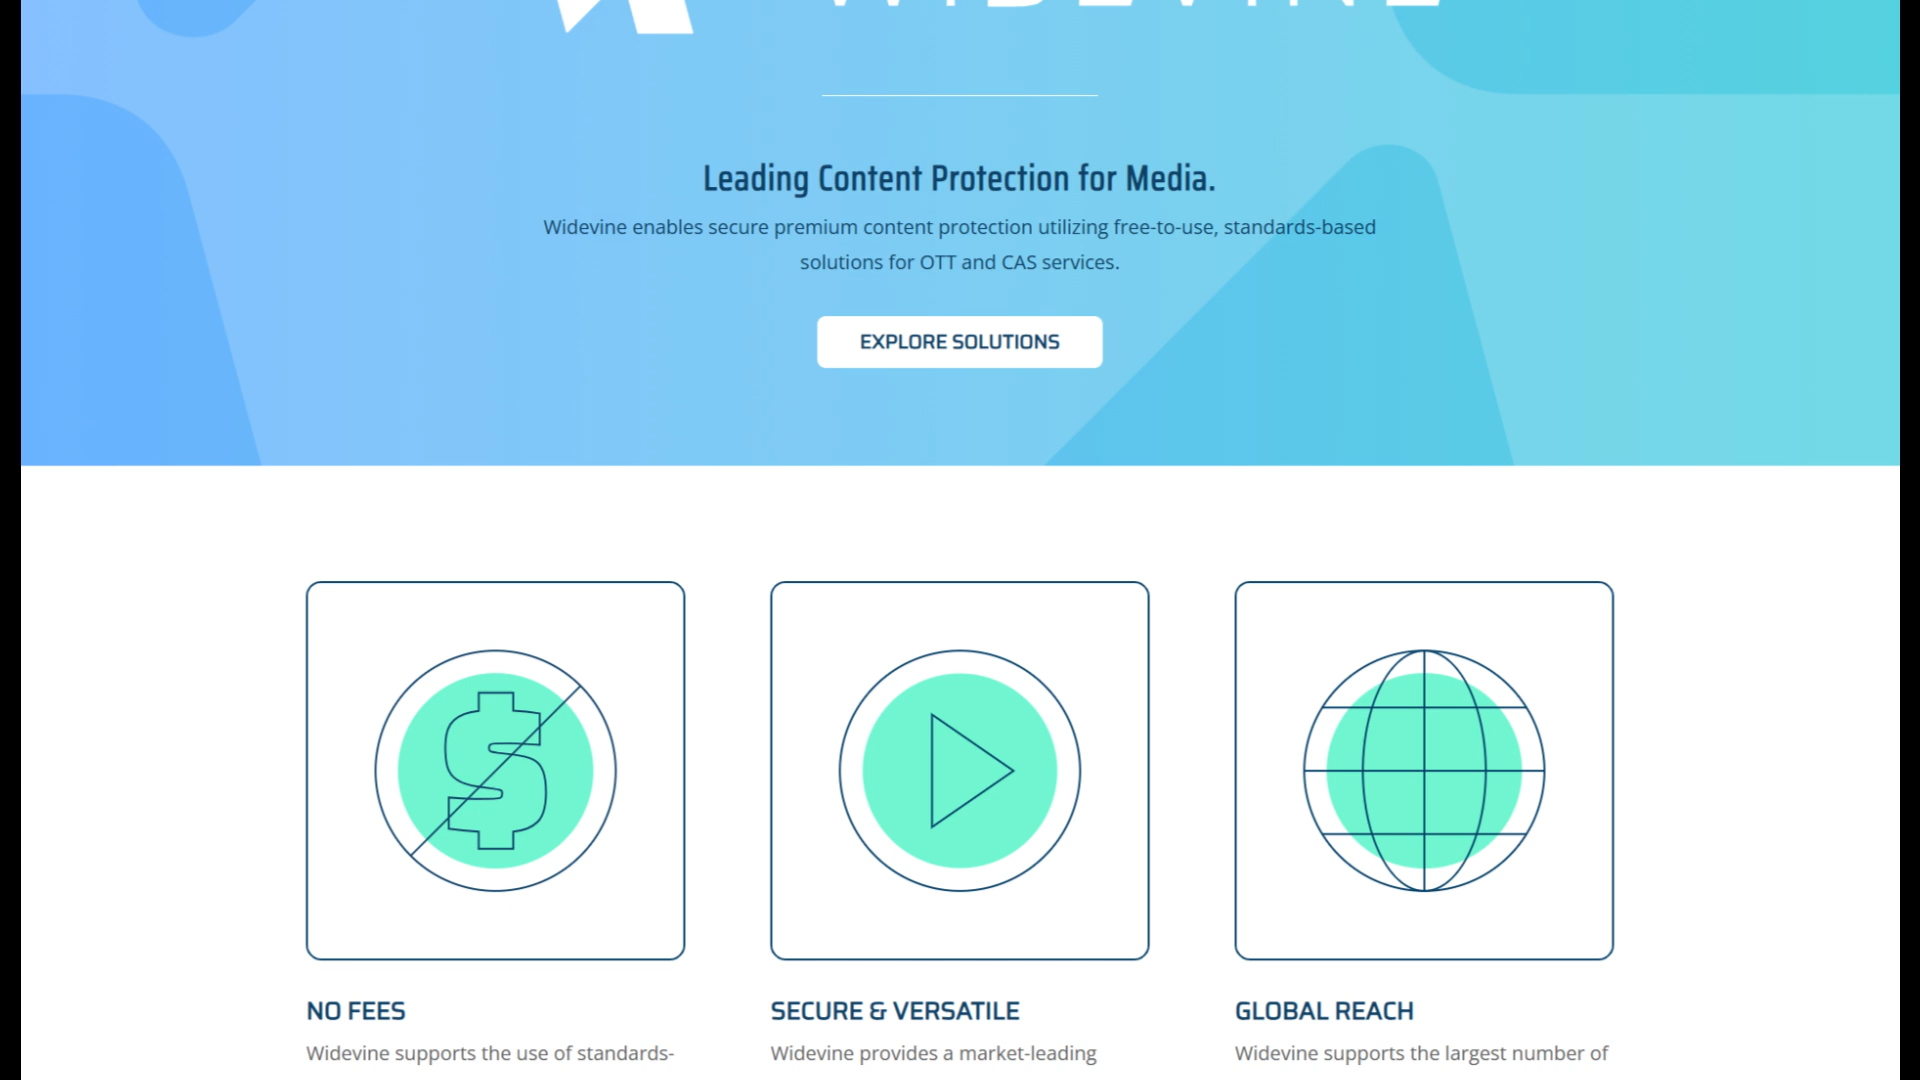 WIDEVINE
Leading Content Protection for Media.
Widevine enables secure premium content protection utilizing free-to-use, standards-based
solutions for OTT and CAS services.
EXPLORE SOLUTIONS
NO FEES
Widevine supports the use of standards-
SECURE & VERSATILE
Widevine provides a market-leading
GLOBAL REACH
Widevine supports the largest number of